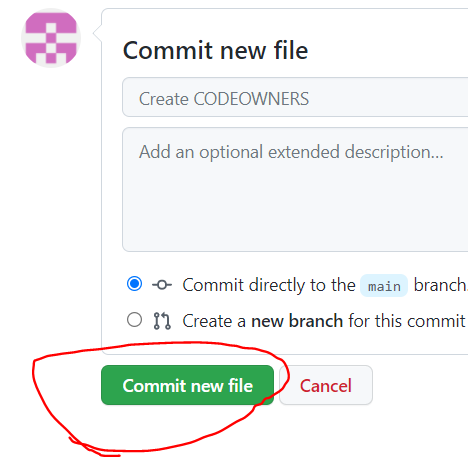 Commit new file
Create CODEOWNERS
Add an optional extended description…
Commit directly to the main branch.
Create a new branch for this commit
Commit new file Cancel